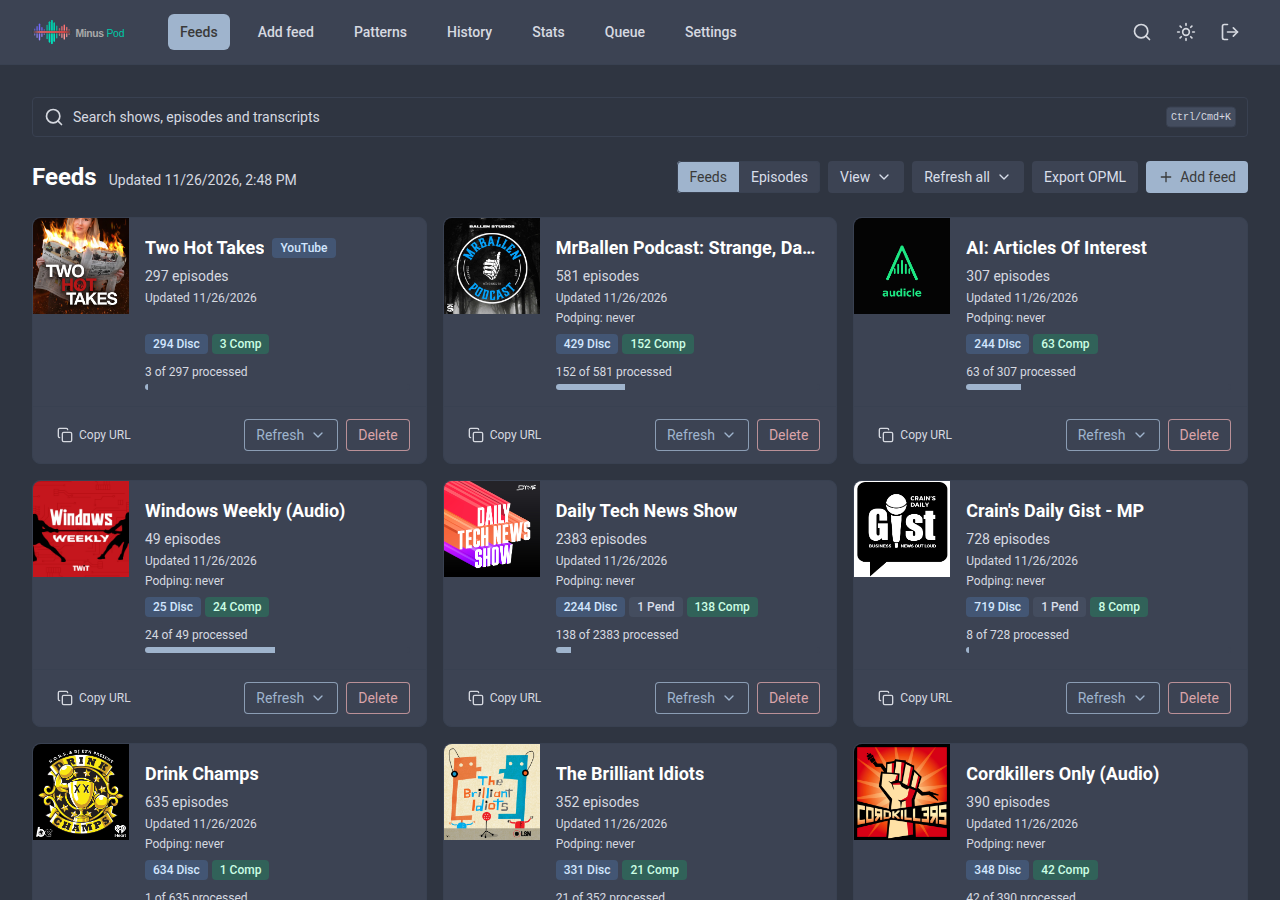 Minus Pod
Feeds
Add feed
Patterns
History
Stats
Queue
Settings
Search shows, episodes and transcripts
Ctrl/Cmd+K
Feeds
Updated 11/26/2026, 2:48 PM
Feeds
Episodes
View
Refresh all
Export OPML
+ Add feed
TWO
HOT
TAKES
Two Hot Takes
YouTube
297 episodes
Updated 11/26/2026
294 Disc
3 Comp
3 of 297 processed
Copy URL
Refresh
Delete
BALLEN STUDIOS
MRBALLEN
PODCAST
MrBallen Podcast: Strange, Da...
581 episodes
Updated 11/26/2026
Podping: never
429 Disc
152 Comp
152 of 581 processed
Copy URL
Refresh
Delete
audicle
AI: Articles Of Interest
307 episodes
Updated 11/26/2026
Podping: never
244 Disc
63 Comp
63 of 307 processed
Copy URL
Refresh
Delete
Windows
WEEKLY
TWiT
Windows Weekly (Audio)
49 episodes
Updated 11/26/2026
Podping: never
25 Disc
24 Comp
24 of 49 processed
Copy URL
Refresh
Delete
DAILY
TECH NEWS
SHOW
Daily Tech News Show
2383 episodes
Updated 11/26/2026
Podping: never
2244 Disc
1 Pend
138 Comp
138 of 2383 processed
Copy URL
Refresh
Delete
CRAIN'S
DAILY
Gist
BUSINESS NEWS OUT LOUD
Crain's Daily Gist - MP
728 episodes
Updated 11/26/2026
Podping: never
719 Disc
1 Pend
8 Comp
8 of 728 processed
Copy URL
Refresh
Delete
DRINK
CHAMPS
iHeart
Drink Champs
635 episodes
Updated 11/26/2026
Podping: never
634 Disc
1 Comp
1 of 635 processed
The
Brilliant
Idiots
LSN
The Brilliant Idiots
352 episodes
Updated 11/26/2026
Podping: never
331 Disc
21 Comp
21 of 352 processed
CORDKILLERS
Cordkillers Only (Audio)
390 episodes
Updated 11/26/2026
Podping: never
348 Disc
42 Comp
42 of 390 processed